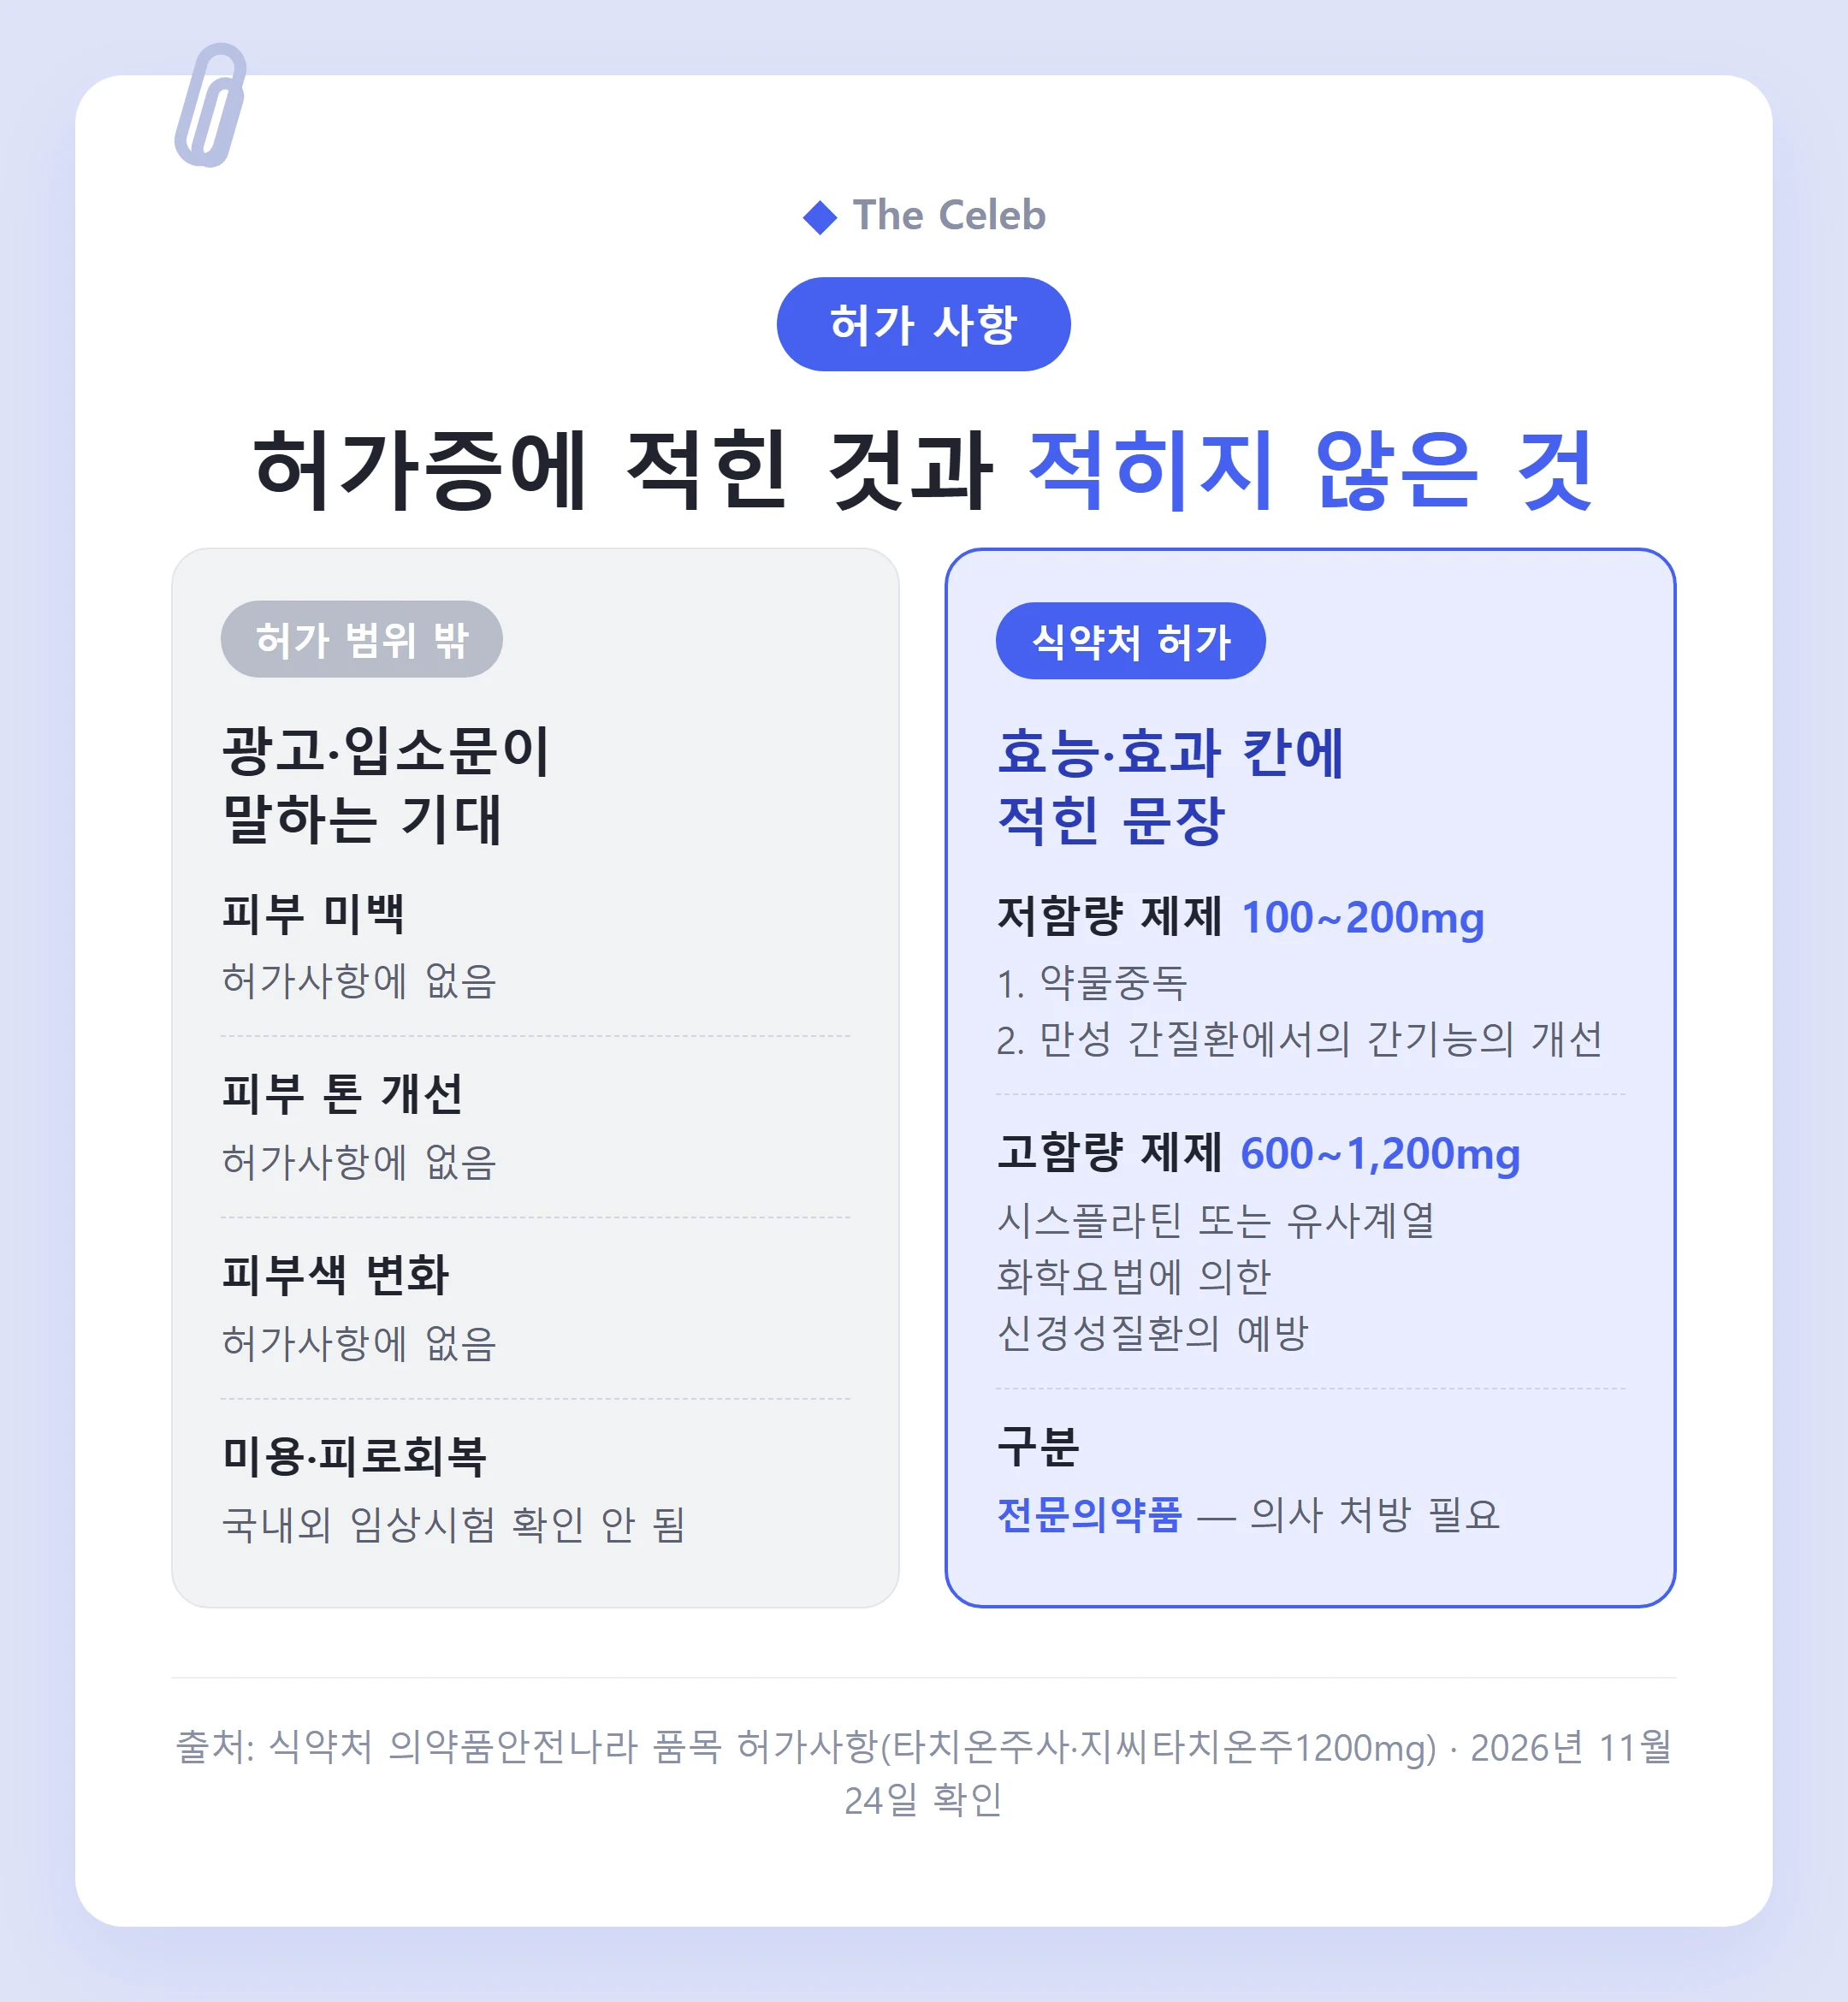 The Celeb
허가 사항
허가증에 적힌 것과 적히지 않은 것
허가 범위 밖
광고·입소문이
말하는 기대
피부 미백
허가사항에 없음
피부 톤 개선
허가사항에 없음
피부색 변화
허가사항에 없음
미용·피로회복
국내외 임상시험 확인 안 됨
식약처 허가
효능·효과 칸에
적힌 문장
저함량 제제 100~200mg
1. 약물중독
2. 만성 간질환에서의 간기능의 개선
고함량 제제 600~1,200mg
시스플라틴 또는 유사계열
화학요법에 의한
신경성질환의 예방
구분
전문의약품 — 의사 처방 필요
출처: 식약처 의약품안전나라 품목 허가사항(타치온주사·지씨타치온주1200mg) · 2026년 11월
24일 확인